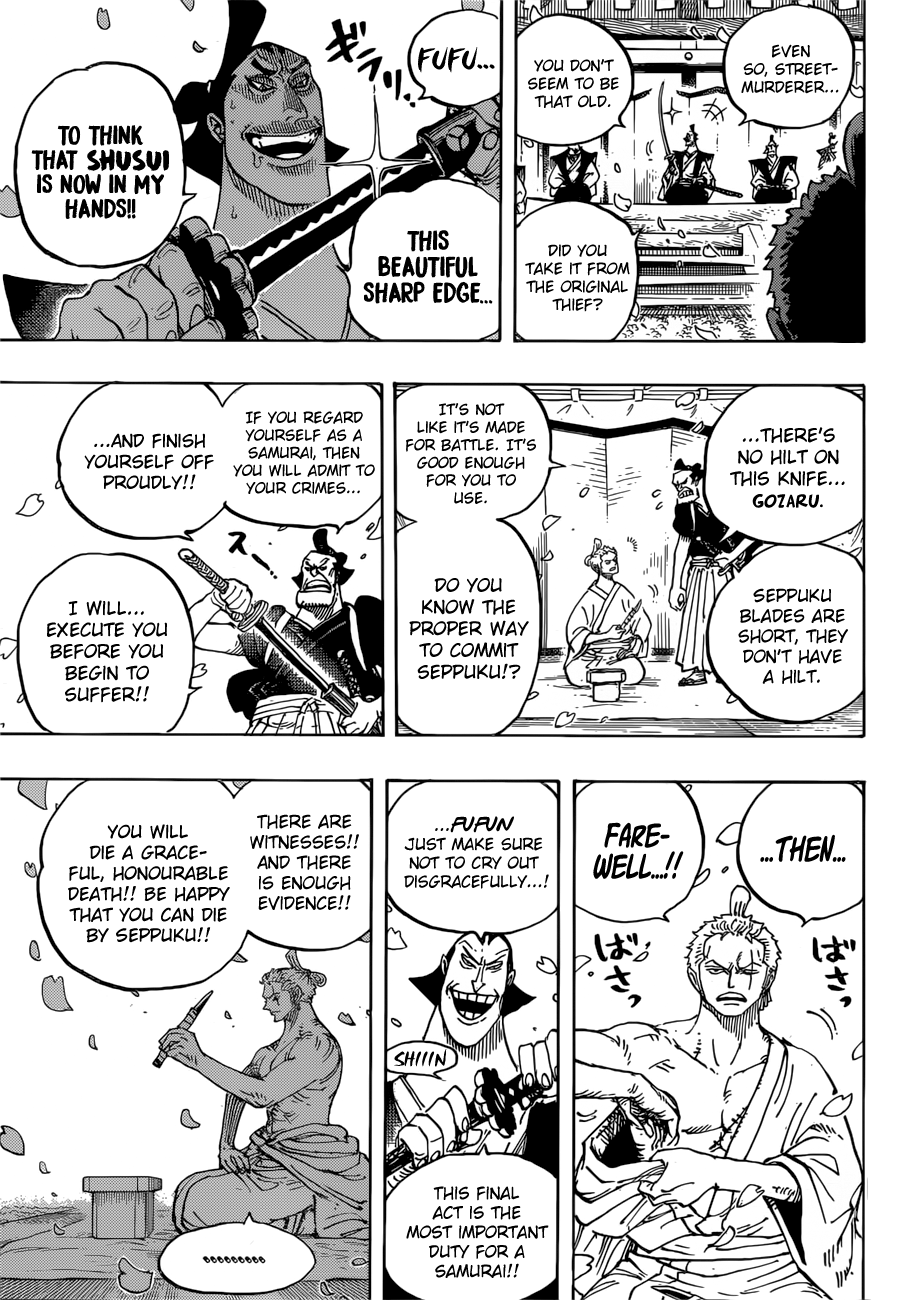 EVEN
SO, STREET-
MURDERER...
YOU DON'T
SEEM TO BE
THAT OLD.
DID YOU
TAKE IT FROM
THE ORIGINAL
THIEF?
FUFU...
ギラッ...
THIS
BEAUTIFUL
SHARP EDGE...
TO THINK
THAT SHUSUI
IS NOW IN MY
HANDS!!
...THERE'S
NO HILT ON
THIS KNIFE...
GOZARU.
SEPPUKU
BLADES ARE
SHORT, THEY
DON'T HAVE
A HILT.
IT'S NOT
LIKE IT'S MADE
FOR BATTLE. IT'S
GOOD ENOUGH
FOR YOU TO
USE.
DO YOU
KNOW THE
PROPER WAY
TO COMMIT
SEPPUKU!?
IF YOU REGARD
YOURSELF AS A
SAMURAI, THEN
YOU WILL ADMIT TO
YOUR CRIMES...
...AND FINISH
YOURSELF OFF
PROUDLY!!
スー...
I WILL...
EXECUTE YOU
BEFORE YOU
BEGIN TO
SUFFER!!
...THEN...
FARE-
WELL...!!
ばさっ
ばさっ
...FUFUN
JUST MAKE SURE
NOT TO CRY OUT
DISGRACEFULLY...!
SHIIIN
THIS FINAL
ACT IS THE
MOST IMPORTANT
DUTY FOR A
SAMURAI!!
THERE ARE
WITNESSES!!
AND THERE
IS ENOUGH
EVIDENCE!!
YOU WILL
DIE A GRACE-
FUL, HONOURABLE
DEATH!! BE HAPPY
THAT YOU CAN DIE
BY SEPPUKU!!
...........